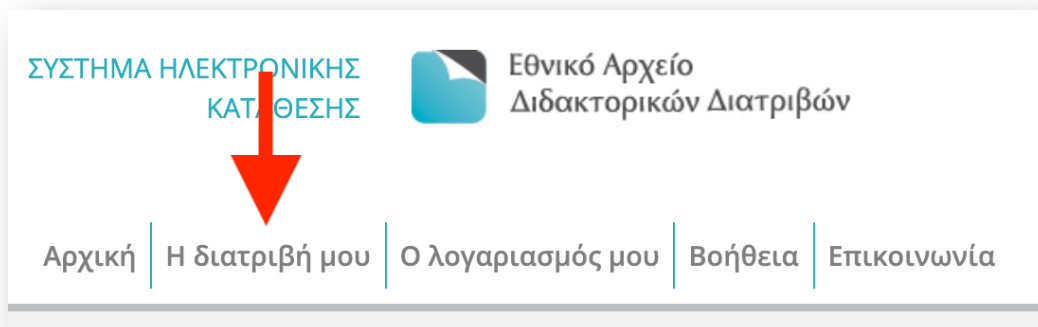 ΣΥΣΤΗΜΑ ΗΛΕΚΤΡΟΝΙΚΗΣ
ΚΑΤΑΘΕΣΗΣ
Εθνικό Αρχείο
Διδακτορικών Διατριβών
Αρχική Η διατριβή μου Ο λογαριασμός μου Βοήθεια Επικοινωνία